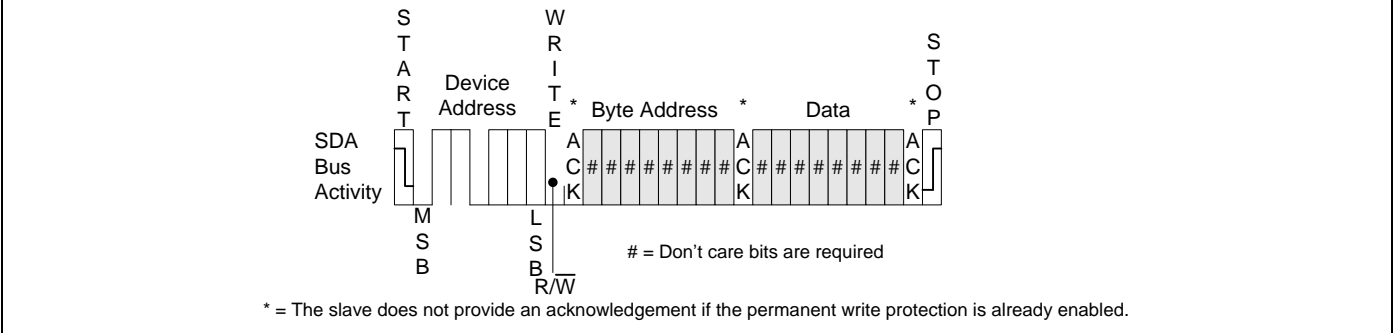 START
WRITE
STOP
Device
Address
* Byte Address * Data *
SDA
Bus
Activity
ACK
# # # # # # # #
ACK
# # # # # # # #
ACK
MSB
LSB
R/W̅
# = Don't care bits are required
* = The slave does not provide an acknowledgement if the permanent write protection is already enabled.